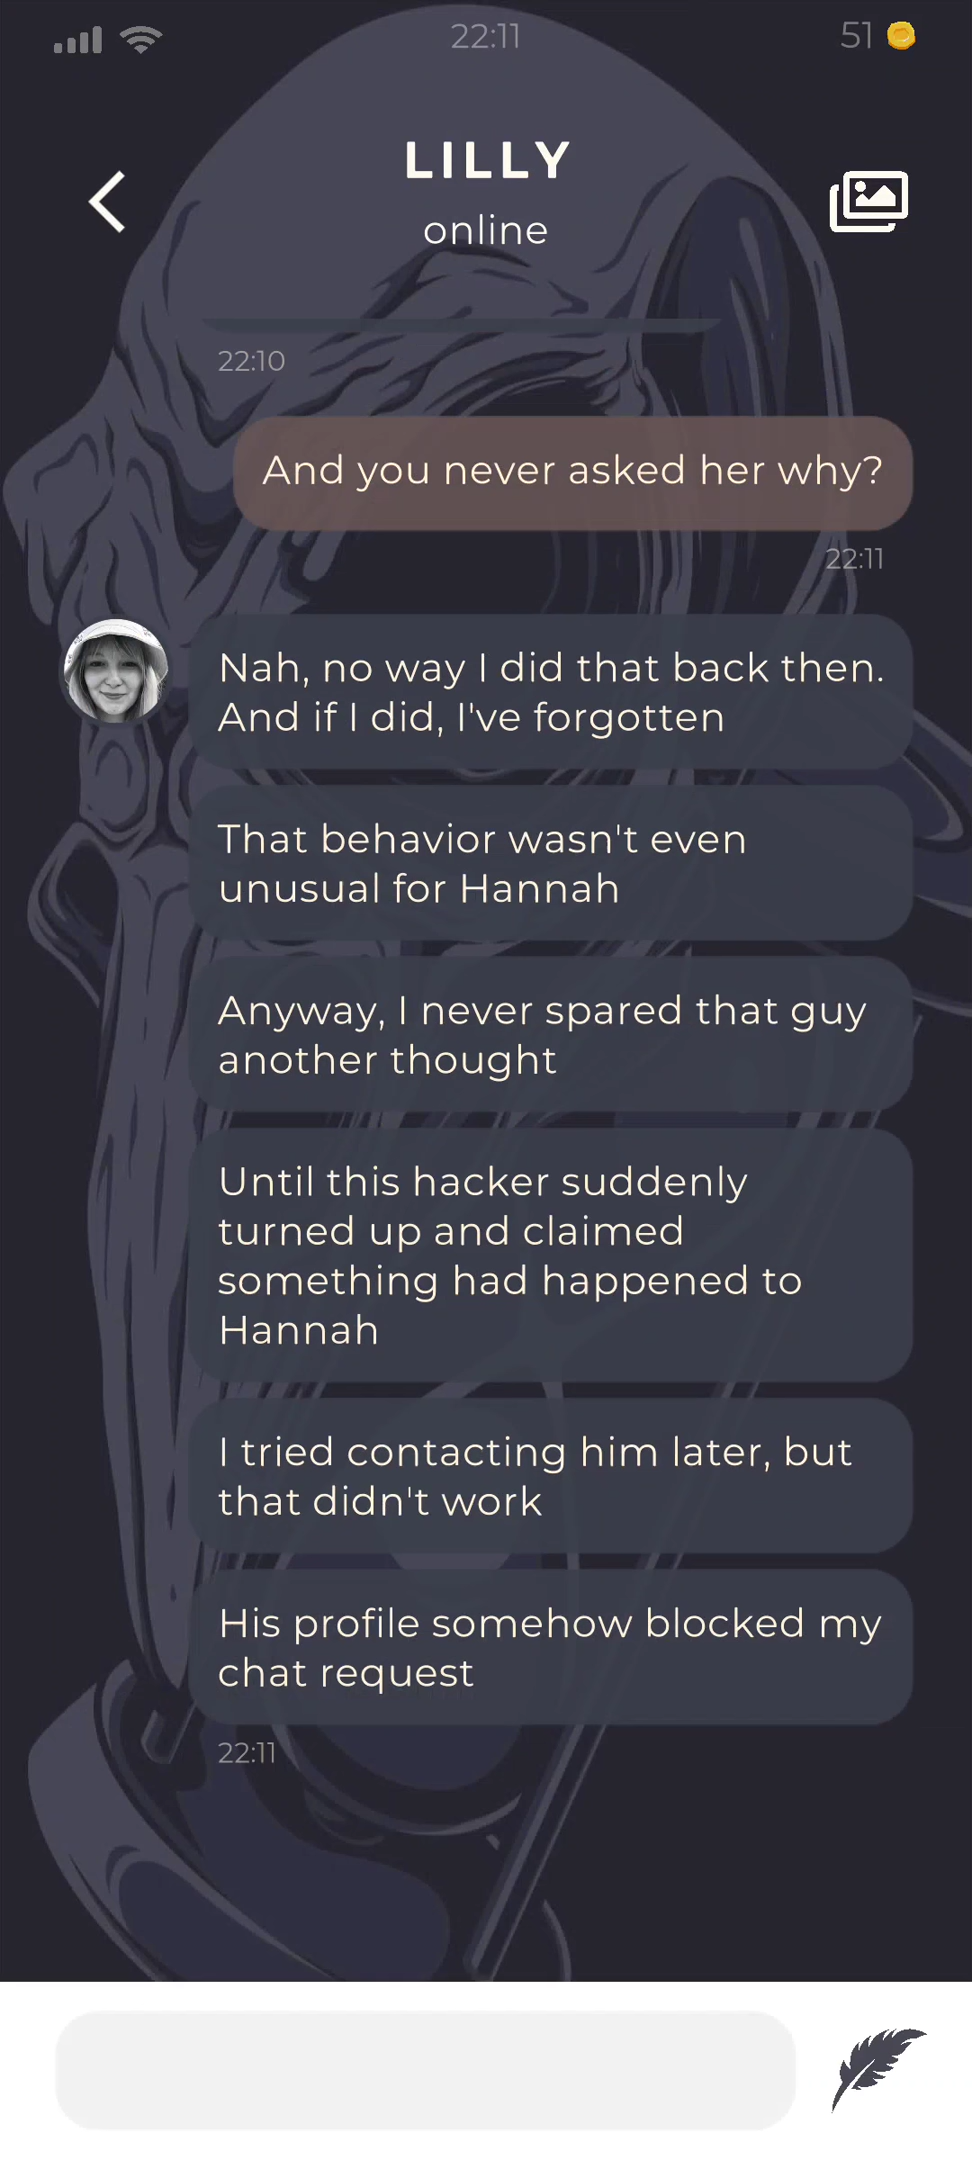 22:11
51
LILLY
online
22:10
And you never asked her why?
22:11
Nah, no way I did that back then.
And if I did, I've forgotten
That behavior wasn't even
unusual for Hannah
Anyway, I never spared that guy
another thought
Until this hacker suddenly
turned up and claimed
something had happened to
Hannah
I tried contacting him later, but
that didn't work
His profile somehow blocked my
chat request
22:11